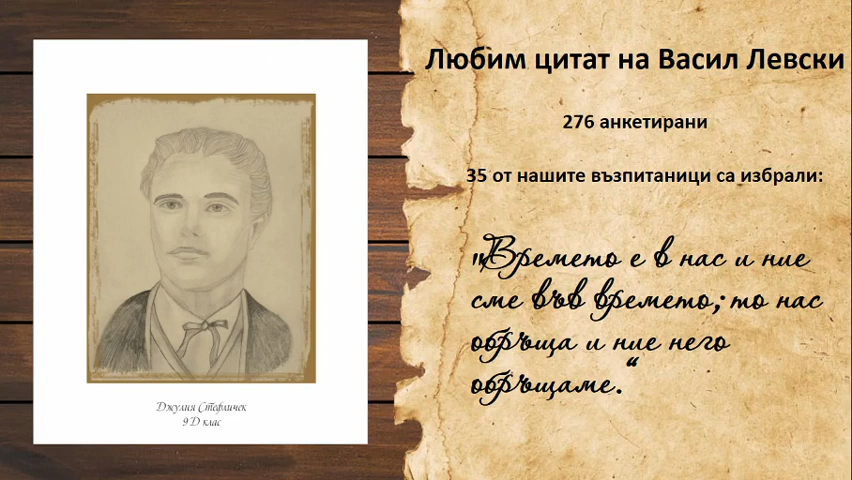 Любим цитат на Васил Левски
276 анкетирани
35 от нашите възпитаници са избрали:
"Времето е в нас и ние
сме във времето; то нас
обръща и ние него
обръщаме.“
Джулия Стефличек
9 D клас